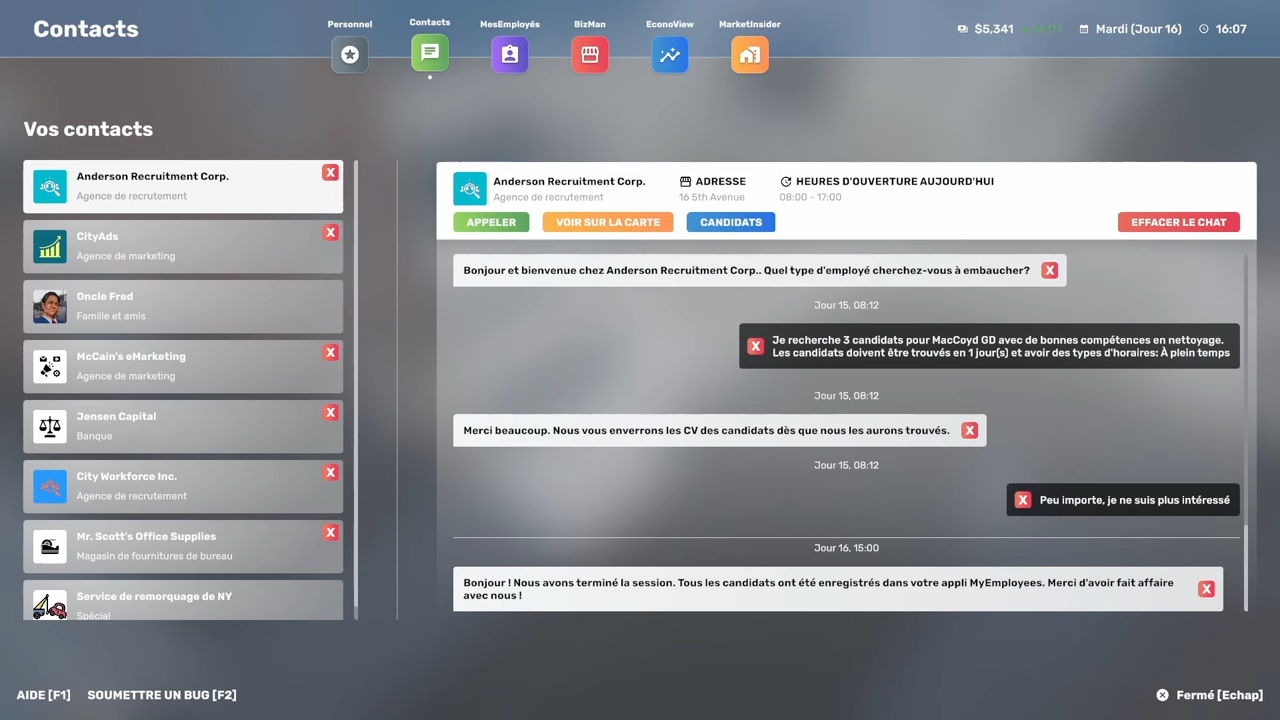 Contacts
Personnel
Contacts
MesEmployés
BizMan
EconoView
MarketInsider
$5,341
Mardi (Jour 16)
16:07
Vos contacts
Anderson Recruitment Corp.
Agence de recrutement
X
CityAds
Agence de marketing
X
Oncle Fred
Famille et amis
McCain's eMarketing
Agence de marketing
X
Jensen Capital
Banque
X
City Workforce Inc.
Agence de recrutement
X
Mr. Scott's Office Supplies
Magasin de fournitures de bureau
X
Service de remorquage de NY
Spécial
Anderson Recruitment Corp.
Agence de recrutement
ADRESSE
16 5th Avenue
HEURES D'OUVERTURE AUJOURD'HUI
08:00 - 17:00
APPELER
VOIR SUR LA CARTE
CANDIDATS
EFFACER LE CHAT
Bonjour et bienvenue chez Anderson Recruitment Corp.. Quel type d'employé cherchez-vous à embaucher?
X
Jour 15, 08:12
X
Je recherche 3 candidats pour MacCoyd GD avec de bonnes compétences en nettoyage.
Les candidats doivent être trouvés en 1 jour(s) et avoir des types d'horaires: À plein temps
Jour 15, 08:12
Merci beaucoup. Nous vous enverrons les CV des candidats dès que nous les aurons trouvés.
X
Jour 15, 08:12
X
Peu importe, je ne suis plus intéressé
Jour 16, 15:00
Bonjour ! Nous avons terminé la session. Tous les candidats ont été enregistrés dans votre appli MyEmployees. Merci d'avoir fait affaire
avec nous !
X
AIDE [F1]
SOUMETTRE UN BUG [F2]
Fermé [Echap]